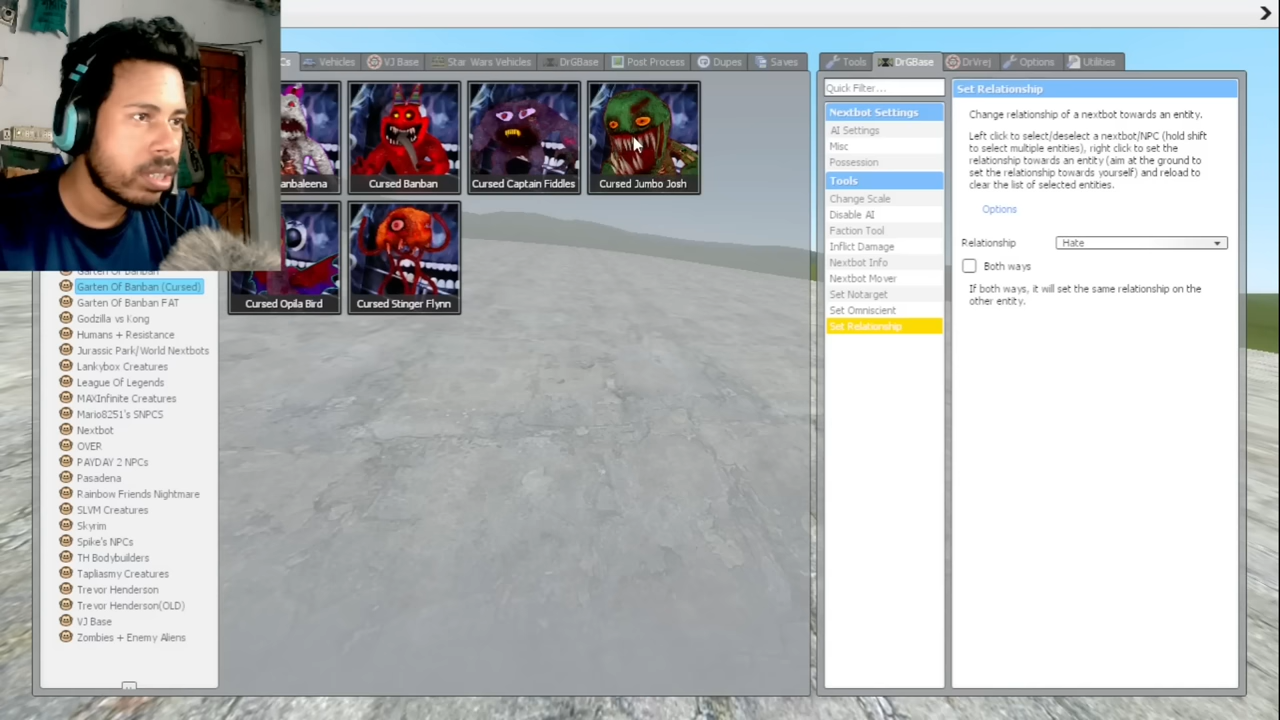 Cs Vehicles VJ Base Star Wars Vehicles DrGBase Post Process Dupes Saves
anbaleena Cursed Banban Cursed Captain Fiddles Cursed Jumbo Josh
Cursed Opila Bird Cursed Stinger Flynn
Garten Of Banban
Garten Of Banban (Cursed)
Garten Of Banban FAT
Godzilla vs Kong
Humans + Resistance
Jurassic Park/World Nextbots
Lankybox Creatures
League Of Legends
MAXInfinite Creatures
Mario8251's SNPCS
Nextbot
OVER
PAYDAY 2 NPCs
Pasadena
Rainbow Friends Nightmare
SLVM Creatures
Skyrim
Spike's NPCs
TH Bodybuilders
Tapliasmy Creatures
Trevor Henderson
Trevor Henderson(OLD)
VJ Base
Zombies + Enemy Aliens
Tools DrGBase DrVrej Options Utilities
Quick Filter...
Nextbot Settings
AI Settings
Misc
Possession
Tools
Change Scale
Disable AI
Faction Tool
Inflict Damage
Nextbot Info
Nextbot Mover
Set Notarget
Set Omniscient
Set Relationship
Set Relationship
Change relationship of a nextbot towards an entity.
Left click to select/deselect a nextbot/NPC (hold shift
to select multiple entities), right click to set the
relationship towards an entity (aim at the ground to
set the relationship towards yourself) and reload to
clear the list of selected entities.
Options
Relationship Hate
Both ways
If both ways, it will set the same relationship on the
other entity.